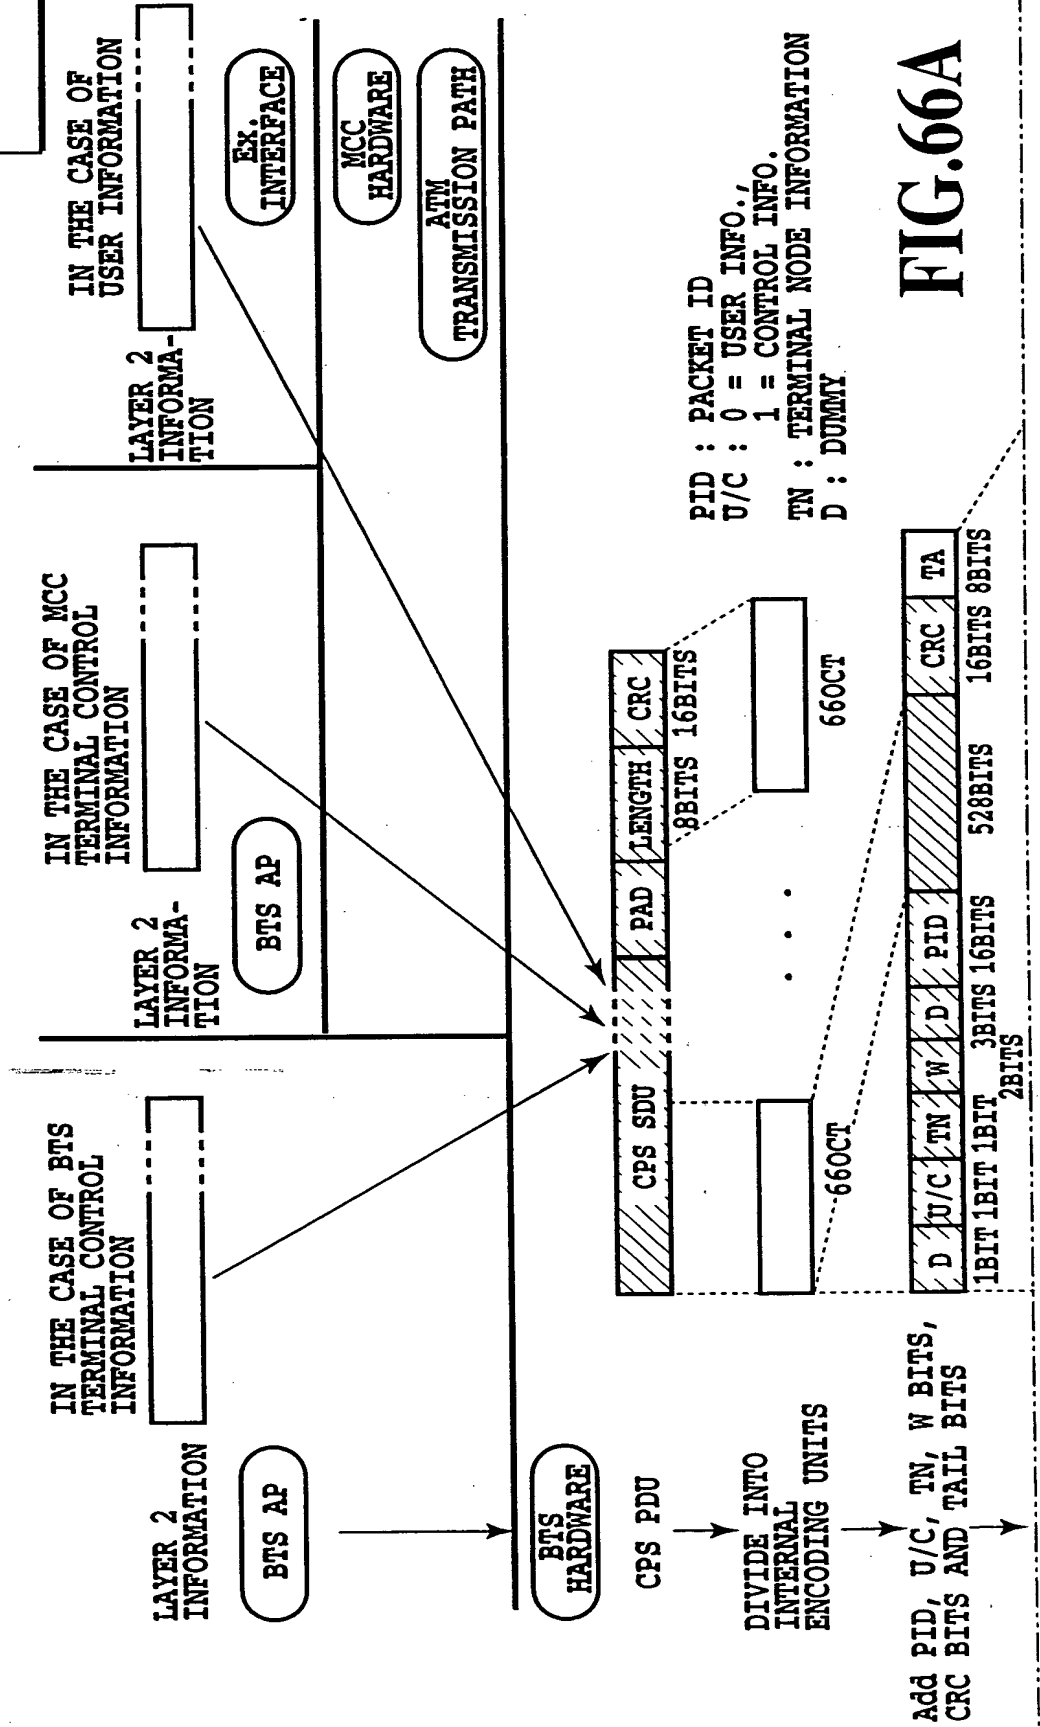 IN THE CASE OF BTS
TERMINAL CONTROL
INFORMATION
LAYER 2
INFORMATION
BTS AP
IN THE CASE OF MCC
TERMINAL CONTROL
INFORMATION
LAYER 2
INFORMA-
TION
BTS AP
IN THE CASE OF
USER INFORMATION
LAYER 2
INFORMA-
TION
Ex.
INTERFACE
MCC
HARDWARE
ATM
TRANSMISSION PATH
BTS
HARDWARE
CPS PDU
CPS SDU PAD LENGTH CRC
8BITS 16BITS
DIVIDE INTO
INTERNAL
ENCODING UNITS
66OCT
66OCT
PID : PACKET ID
U/C : 0 = USER INFO.,
1 = CONTROL INFO.
TN : TERMINAL NODE INFORMATION
D : DUMMY
Add PID, U/C, TN, W BITS,
CRC BITS AND TAIL BITS
D U/C TN W D PID CRC TA
1BIT 1BIT 1BIT 3BITS 16BITS 528BITS 16BITS 8BITS
2BITS
FIG.66A